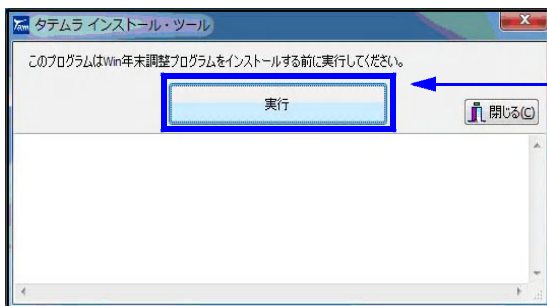 タテムラ インストール・ツール
このプログラムはWin年末調整プログラムをインストールする前に実行してください。
実行
閉じる(C)